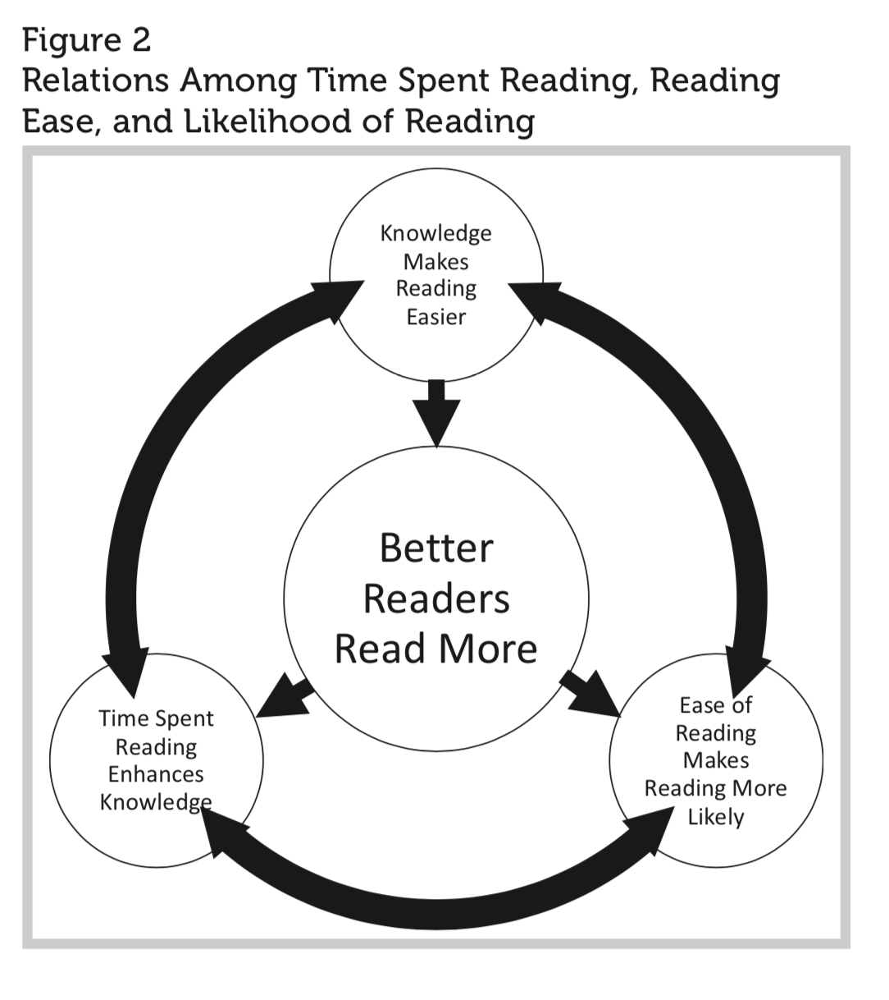 Figure 2
Relations Among Time Spent Reading, Reading
Ease, and Likelihood of Reading
Knowledge
Makes
Reading
Easier
Better
Readers
Read More
Time Spent
Reading
Enhances
Knowledge
Ease of
Reading
Makes
Reading More
Likely